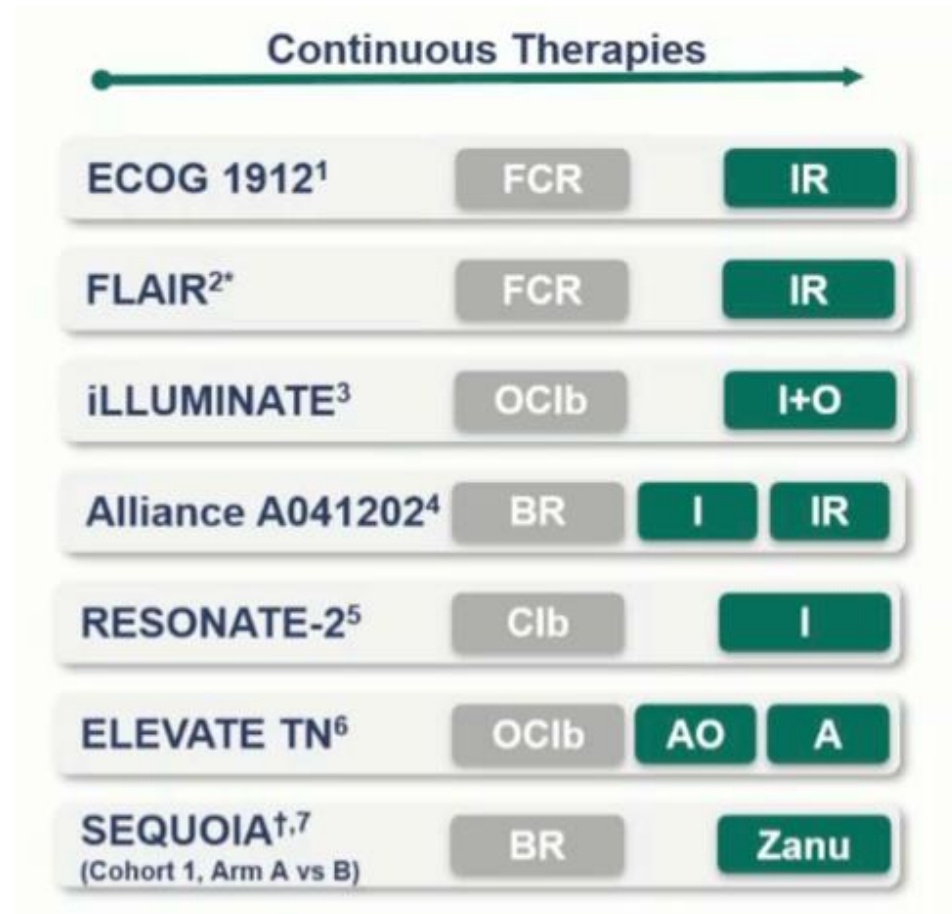 Continuous Therapies
ECOG 1912¹ FCR IR
FLAIR²* FCR IR
iLLUMINATE³ OClb I+O
Alliance A041202⁴ BR I IR
RESONATE-2⁵ Clb I
ELEVATE TN⁶ OClb AO A
SEQUOIA†,⁷ BR Zanu
(Cohort 1, Arm A vs B)